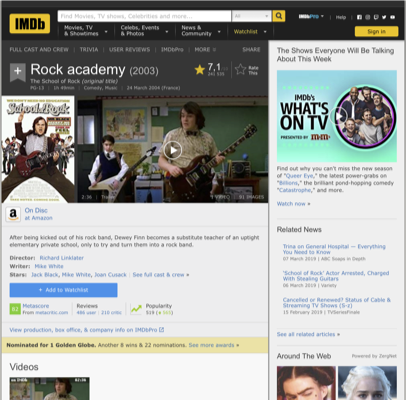 IMDb
Find Movies, TV shows, Celebrities and more...
All
IMDbPro
Help
Movies, TV
& Showtimes
Celebs, Events
& Photos
News &
Community
Watchlist
Sign in
FULL CAST AND CREW | TRIVIA | USER REVIEWS | IMDbPro | MORE
SHARE
Rock academy (2003)
The School of Rock (original title)
PG-13 | 1h 49min | Comedy, Music | 24 March 2004 (France)
7,1
Rate
This
School of Rock
2:36
IMAGES
On Disc
at Amazon
After being kicked out of his rock band, Dewey Finn becomes a substitute teacher of an uptight
elementary private school, only to try and turn them into a rock band.
Director: Richard Linklater
Writer: Mike White
Stars: Jack Black, Mike White, Joan Cusack | See full cast & crew »
+ Add to Watchlist
Metascore
From metacritic.com
Reviews
486 user | 210 critic
Popularity
View production, box office, & company info on IMDbPro
Nominated for 1 Golden Globe. Another 8 wins & 22 nominations. See more awards »
Videos
The Shows Everyone Will Be Talking
About This Week
IMDb's
WHAT'S
ON TV
PRESENTED BY m&m's
Find out why you can't miss the new season
of "Queer Eye," the latest power-grabs on
"Billions," the brilliant pond-hopping comedy
"Catastrophe," and more.
Watch now »
Related News
Trina on General Hospital — Everything
You Need to Know
07 March 2019 | ABC Soaps in Depth
'School of Rock' Actor Arrested, Charged
With Stealing Guitars
06 March 2019 | Variety
Cancelled or Renewed? Status of Cable &
Streaming TV Shows (S-z)
15 February 2019 | TVSeriesFinale
See all related articles »
Around The Web
Powered by ZergNet